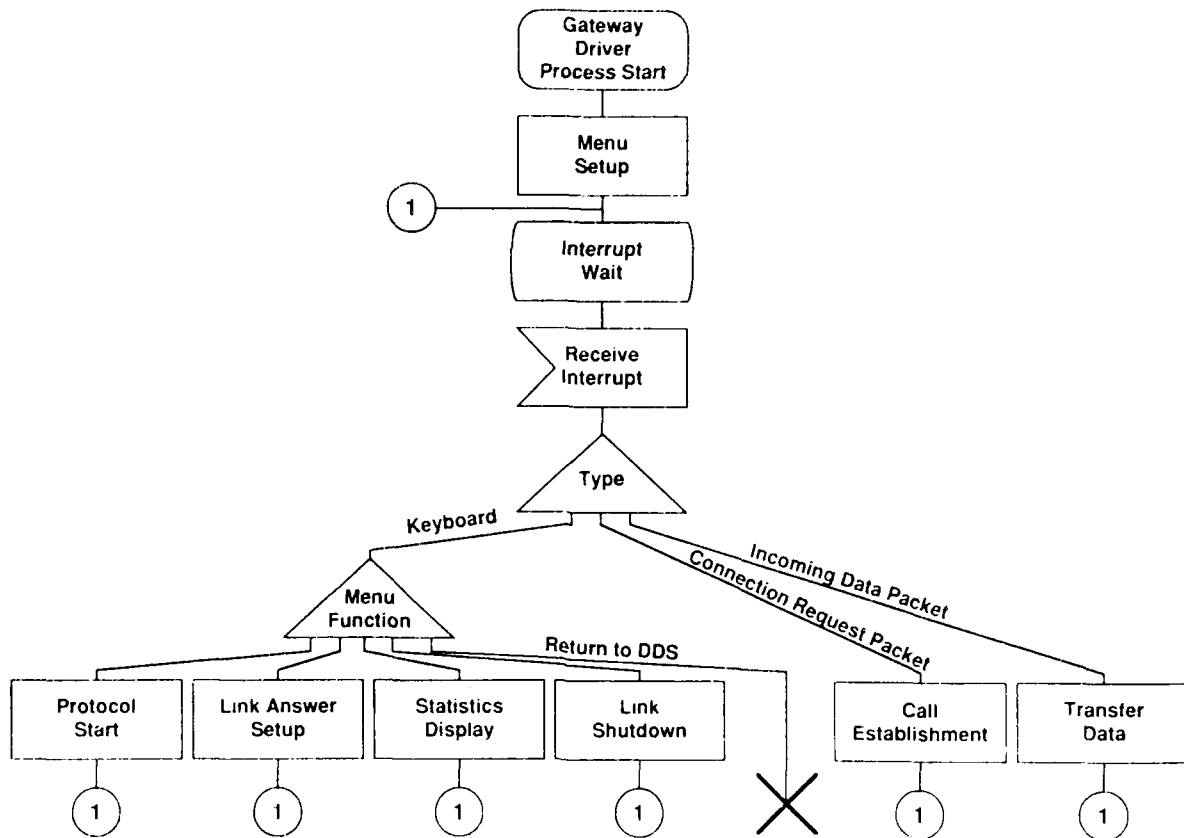 Gateway
Driver
Process Start
Menu
Setup
1
Interrupt
Wait
Receive
Interrupt
Type
Keyboard
Connection Request Packet
Incoming Data Packet
Menu
Function
Return to DDS
Protocol
Start
Link Answer
Setup
Statistics
Display
Link
Shutdown
Call
Establishment
Transfer
Data
1
1
1
1
1
1